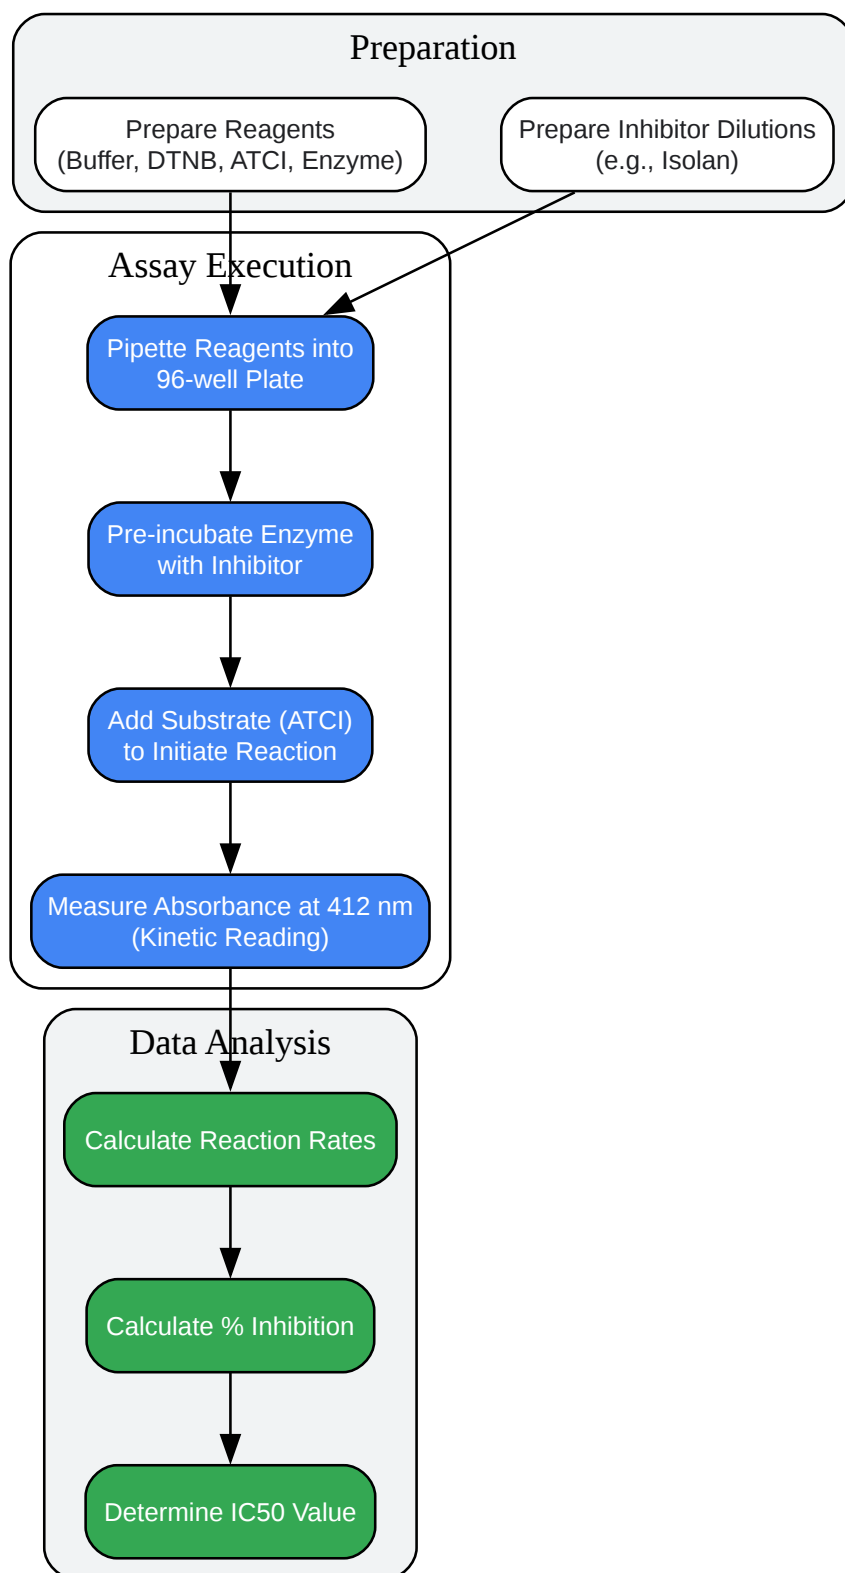 Preparation
Prepare Reagents
(Buffer, DTNB, ATCI, Enzyme)
Prepare Inhibitor Dilutions
(e.g., Isolan)
Assay Execution
Pipette Reagents into
96-well Plate
Pre-incubate Enzyme
with Inhibitor
Add Substrate (ATCI)
to Initiate Reaction
Measure Absorbance at 412 nm
(Kinetic Reading)
Data Analysis
Calculate Reaction Rates
Calculate % Inhibition
Determine IC50 Value